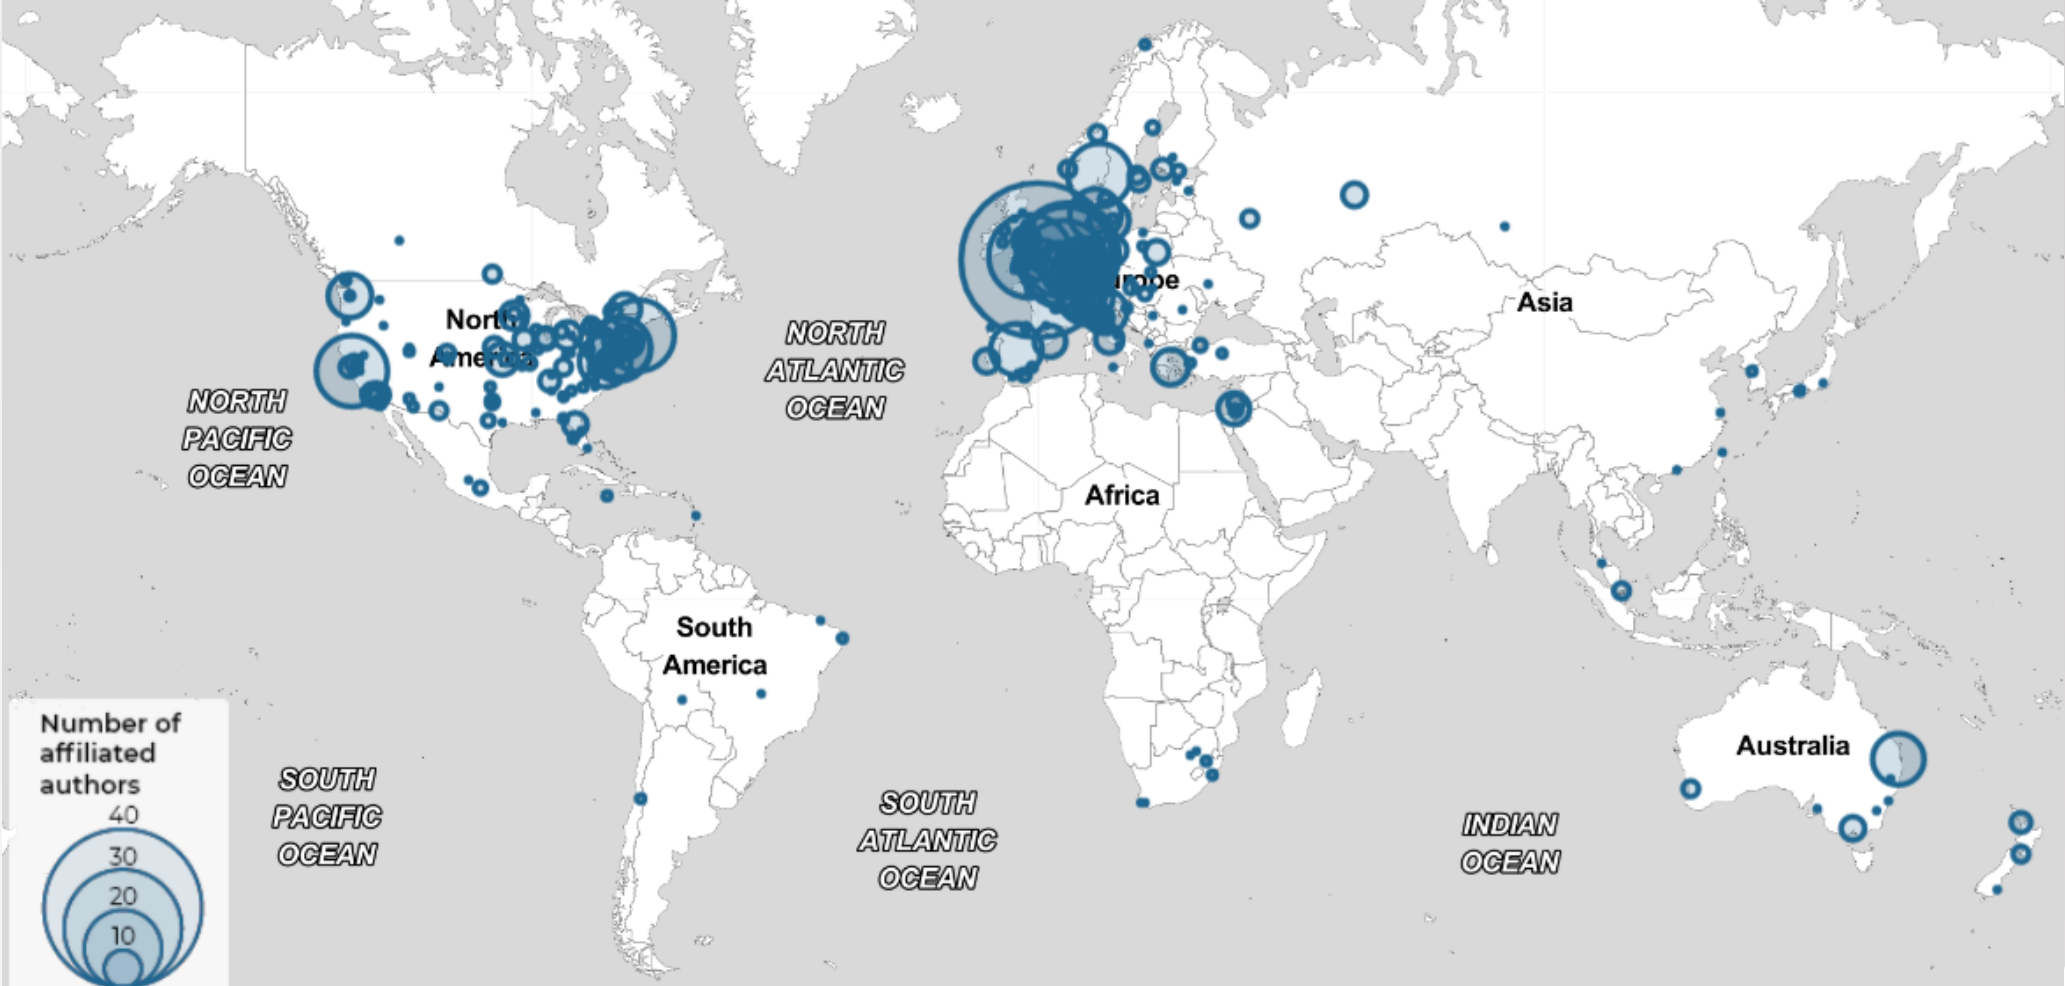 North
America
NORTH
PACIFIC
OCEAN
NORTH
ATLANTIC
OCEAN
urope
Asia
Africa
South
America
Australia
SOUTH
PACIFIC
OCEAN
SOUTH
ATLANTIC
OCEAN
INDIAN
OCEAN
Number of
affiliated
authors
40
30
20
10